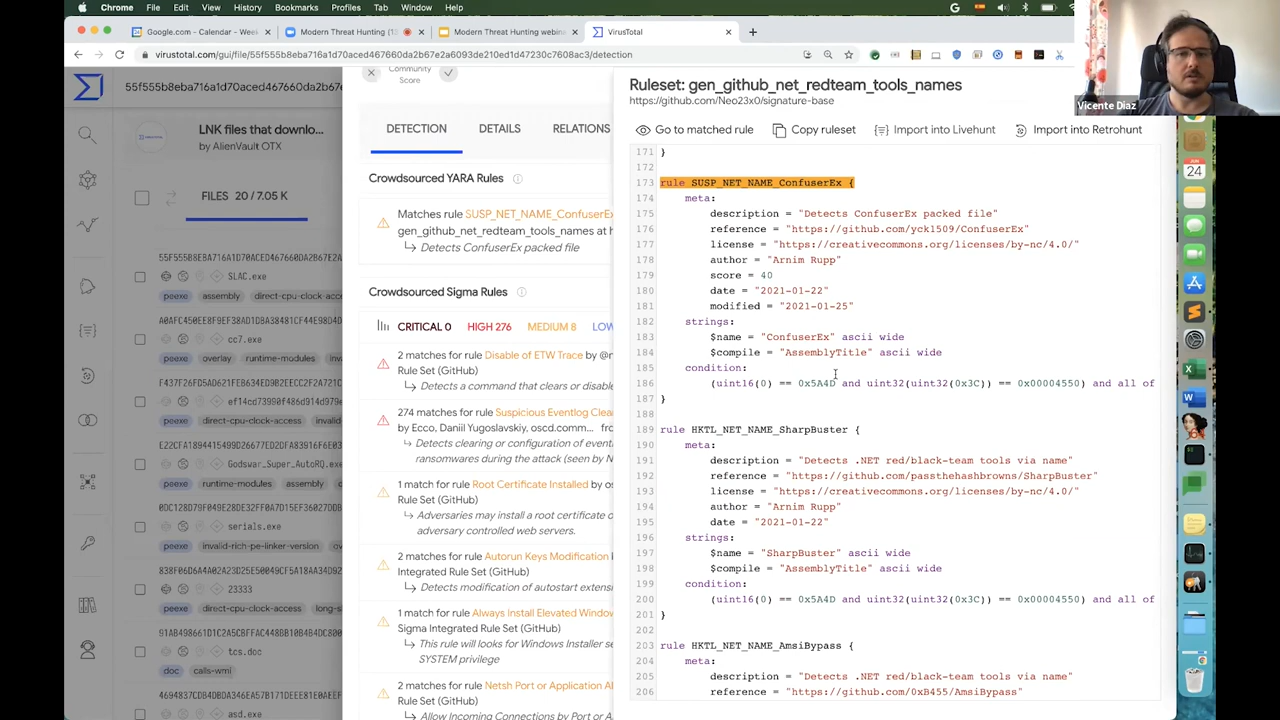 Chrome File Edit View History Bookmarks Profiles Tab Window Help
Google.com - Calendar - Wee
Modern Threat Hunting (1
Modern Threat Hunting webine
VirusTotal
virustotal.com/gui/file/55f555b8eba716a1d70aced467660da2b67e2a6093de210ed1d47230c7608ac3/detection
55f555b8eba716a1d70aced467660da2b67e
LNK files that downlo...
by AlienVault OTX
FILES 20 / 7.05 K
55F555B8EBA716A1D70ACED467660DA2B67E2A
SLAC.exe
peexe assembly direct-cpu-clock-access
cc7.exe
peexe overlay runtime-modules
peexe direct-cpu-clock-access
Godswar_Super_AutoRQ.exe
peexe runtime-modules assembly
serials.exe
peexe invalid-rich-pe-linker-version
23333
peexe direct-cpu-clock-access
tcs.doc
doc calls-wmi
asd.exe
Community
Score
DETECTION DETAILS RELATIONS
Crowdsourced YARA Rules
Matches rule SUSP_NET_NAME_ConfuserEx
gen_github_net_redteam_tools_names at h
Detects ConfuserEx packed file
Crowdsourced Sigma Rules
CRITICAL 0 HIGH 276 MEDIUM 8 LOW
2 matches for rule Disable of ETW Trace by @n
Rule Set (GitHub)
Detects a command that clears or disable
274 matches for rule Suspicious Eventlog Clea
by Ecco, Daniil Yugoslavskiy, oscd.comm... fro
Detects clearing or configuration of event
ransomwares during the attack (seen by N
1 match for rule Root Certificate Installed by os
Rule Set (GitHub)
Adversaries may install a root certificate o
adversary controlled web servers.
2 matches for rule Autorun Keys Modification
Integrated Rule Set (GitHub)
Detects modification of autostart extens
1 match for rule Always Install Elevated Window
Sigma Integrated Rule Set (GitHub)
This rule will looks for Windows Installer se
SYSTEM privilege
2 matches for rule Netsh Port or Application Al
Rule Set (GitHub)
Allow Incoming Connections by Port or A
Ruleset: gen_github_net_redteam_tools_names
https://github.com/Neo23x0/signature-base
Go to matched rule Copy ruleset Import into Livehunt Import into Retrohunt
171 }
172
173 rule SUSP_NET_NAME_ConfuserEx {
174 meta:
175 description = "Detects ConfuserEx packed file"
176 reference = "https://github.com/yck1509/ConfuserEx"
177 license = "https://creativecommons.org/licenses/by-nc/4.0/"
178 author = "Arnim Rupp"
179 score = 40
180 date = "2021-01-22"
181 modified = "2021-01-25"
182 strings:
183 $name = "ConfuserEx" ascii wide
184 $compile = "AssemblyTitle" ascii wide
185 condition:
186 (uint16(0) == 0x5A4D and uint32(uint32(0x3C)) == 0x00004550) and all of
187 }
188
189 rule HKTL_NET_NAME_SharpBuster {
190 meta:
191 description = "Detects .NET red/black-team tools via name"
192 reference = "https://github.com/passthehashbrowns/SharpBuster"
193 license = "https://creativecommons.org/licenses/by-nc/4.0/"
194 author = "Arnim Rupp"
195 date = "2021-01-22"
196 strings:
197 $name = "SharpBuster" ascii wide
198 $compile = "AssemblyTitle" ascii wide
199 condition:
200 (uint16(0) == 0x5A4D and uint32(uint32(0x3C)) == 0x00004550) and all of
201 }
202
203 rule HKTL_NET_NAME_AmsiBypass {
204 meta:
205 description = "Detects .NET red/black-team tools via name"
206 reference = "https://github.com/0xB455/AmsiBypass"
Vicente Diaz
JUN
24